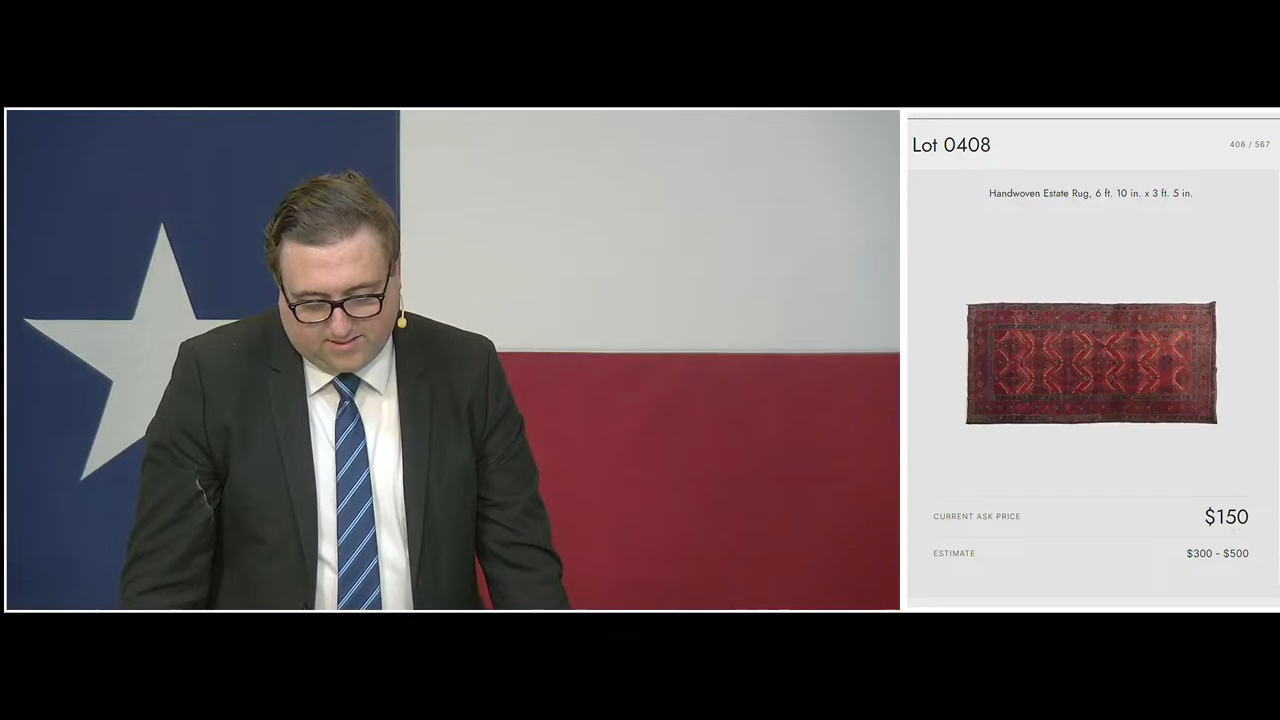 Lot 0408
406 / 567
Handwoven Estate Rug, 6 ft. 10 in. x 3 ft. 5 in.
CURRENT ASK PRICE
$150
ESTIMATE
$300 - $500